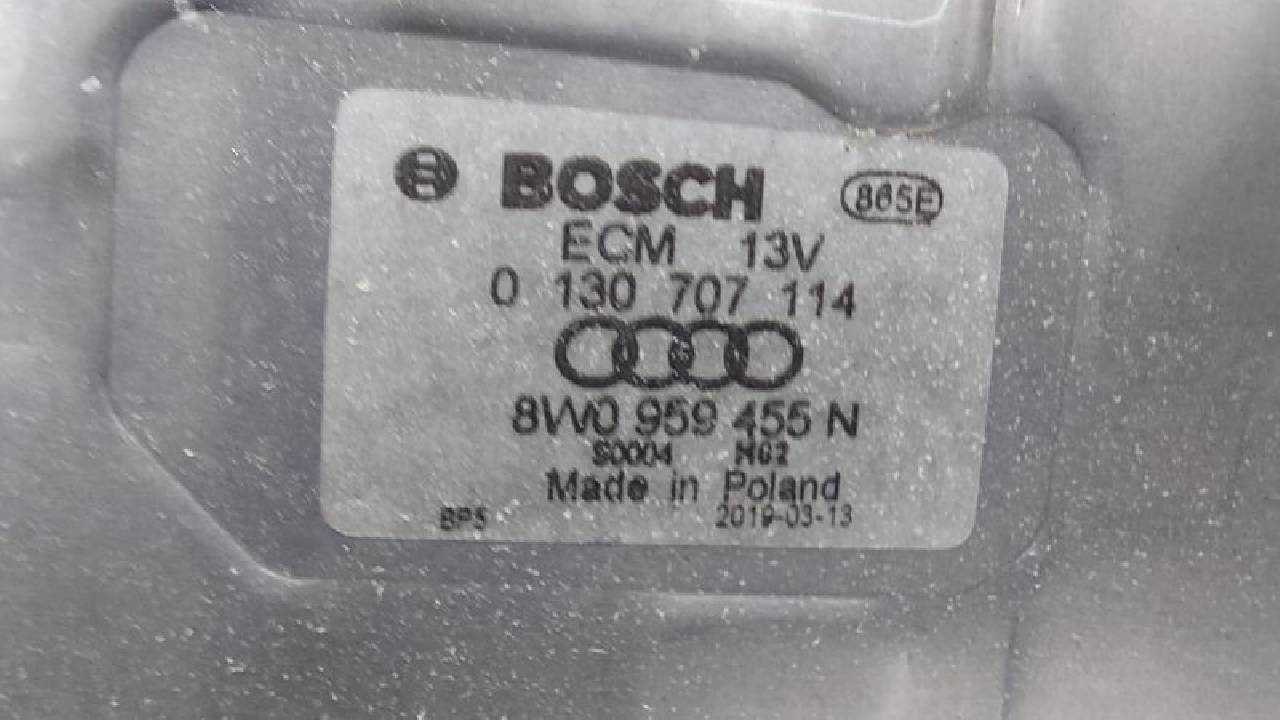 BOSCH 865E
ECM 13V
0 130 707 114
8W0 959 455 N
S0004 H02
Made in Poland
BP5 2019-03-13